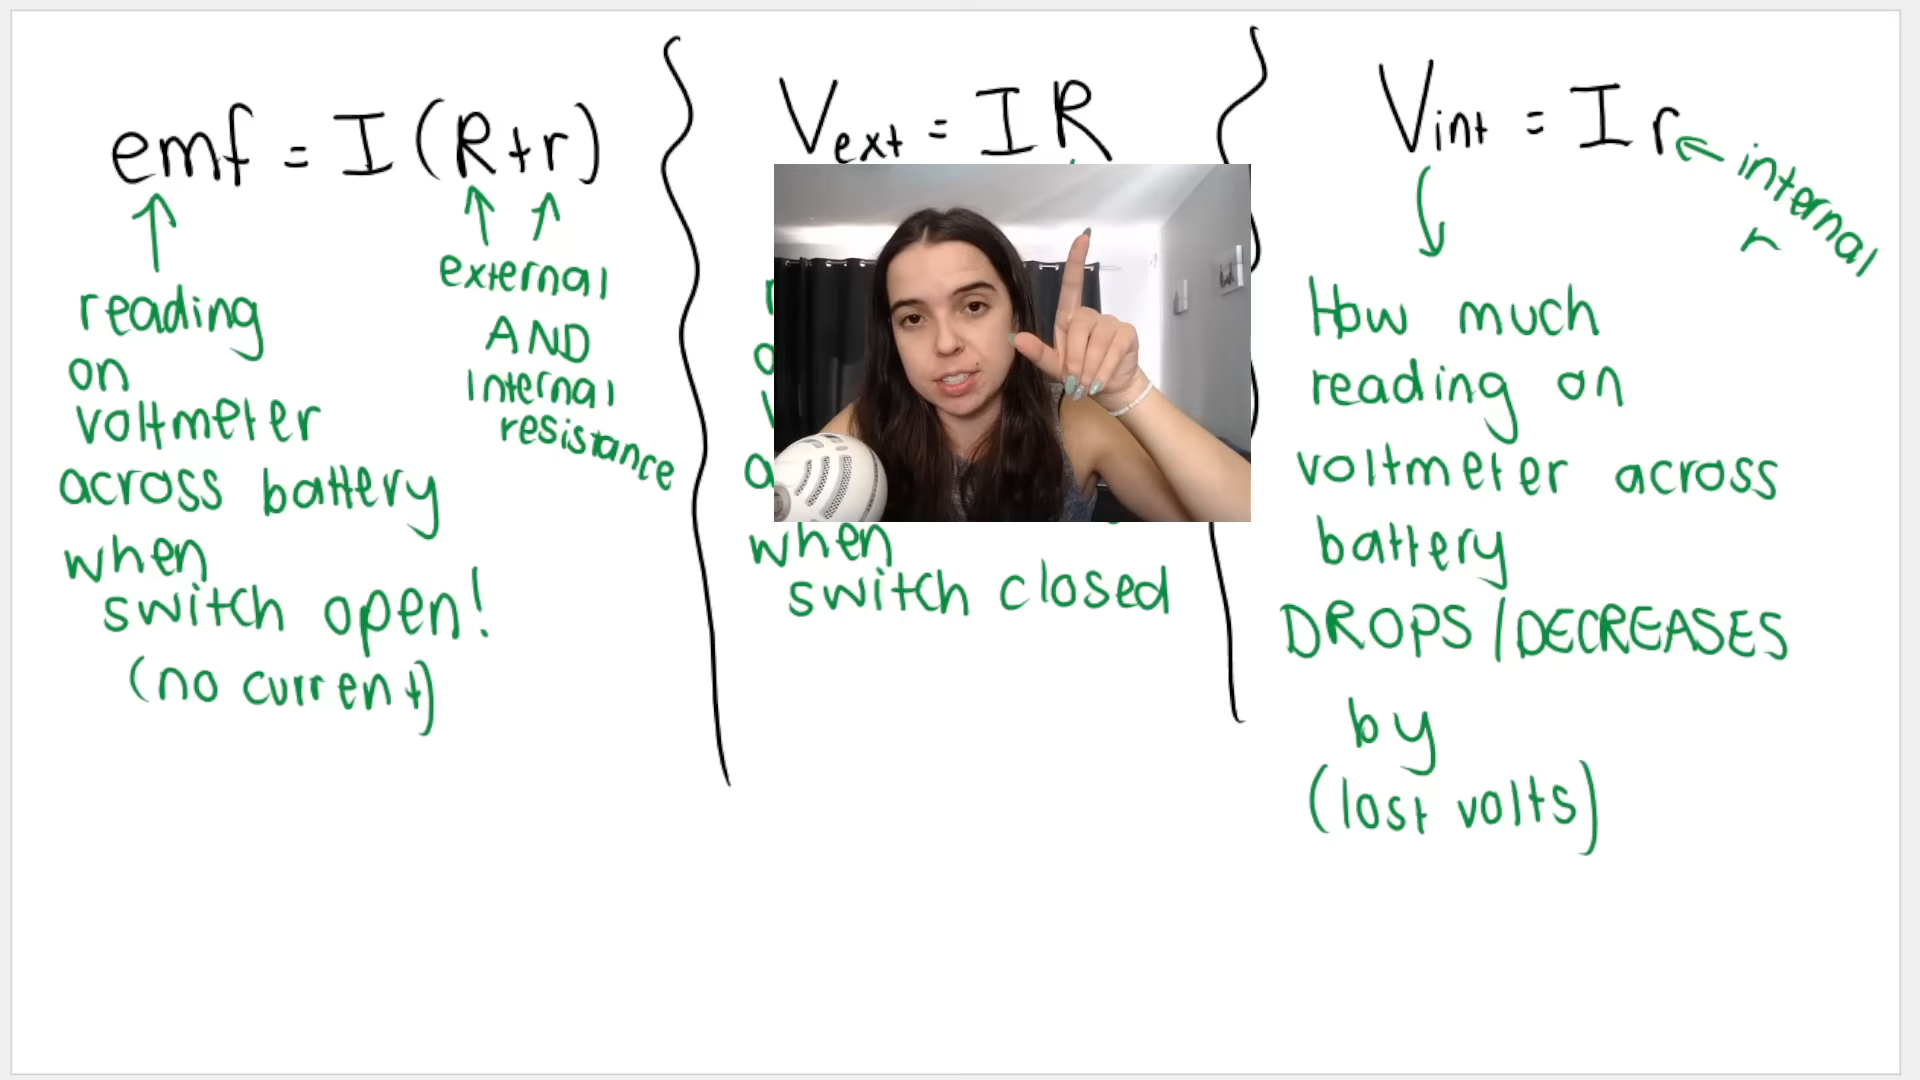 emf = I (R+r)
external
AND
Internal
resistance
reading
on
voltmeter
across battery
when
switch open!
(no current)
Vext = IR
when
switch closed
Vint = Ir
internal
r
How much
reading on
voltmeter across
battery
DROPS/DECREASES
by
(lost volts)